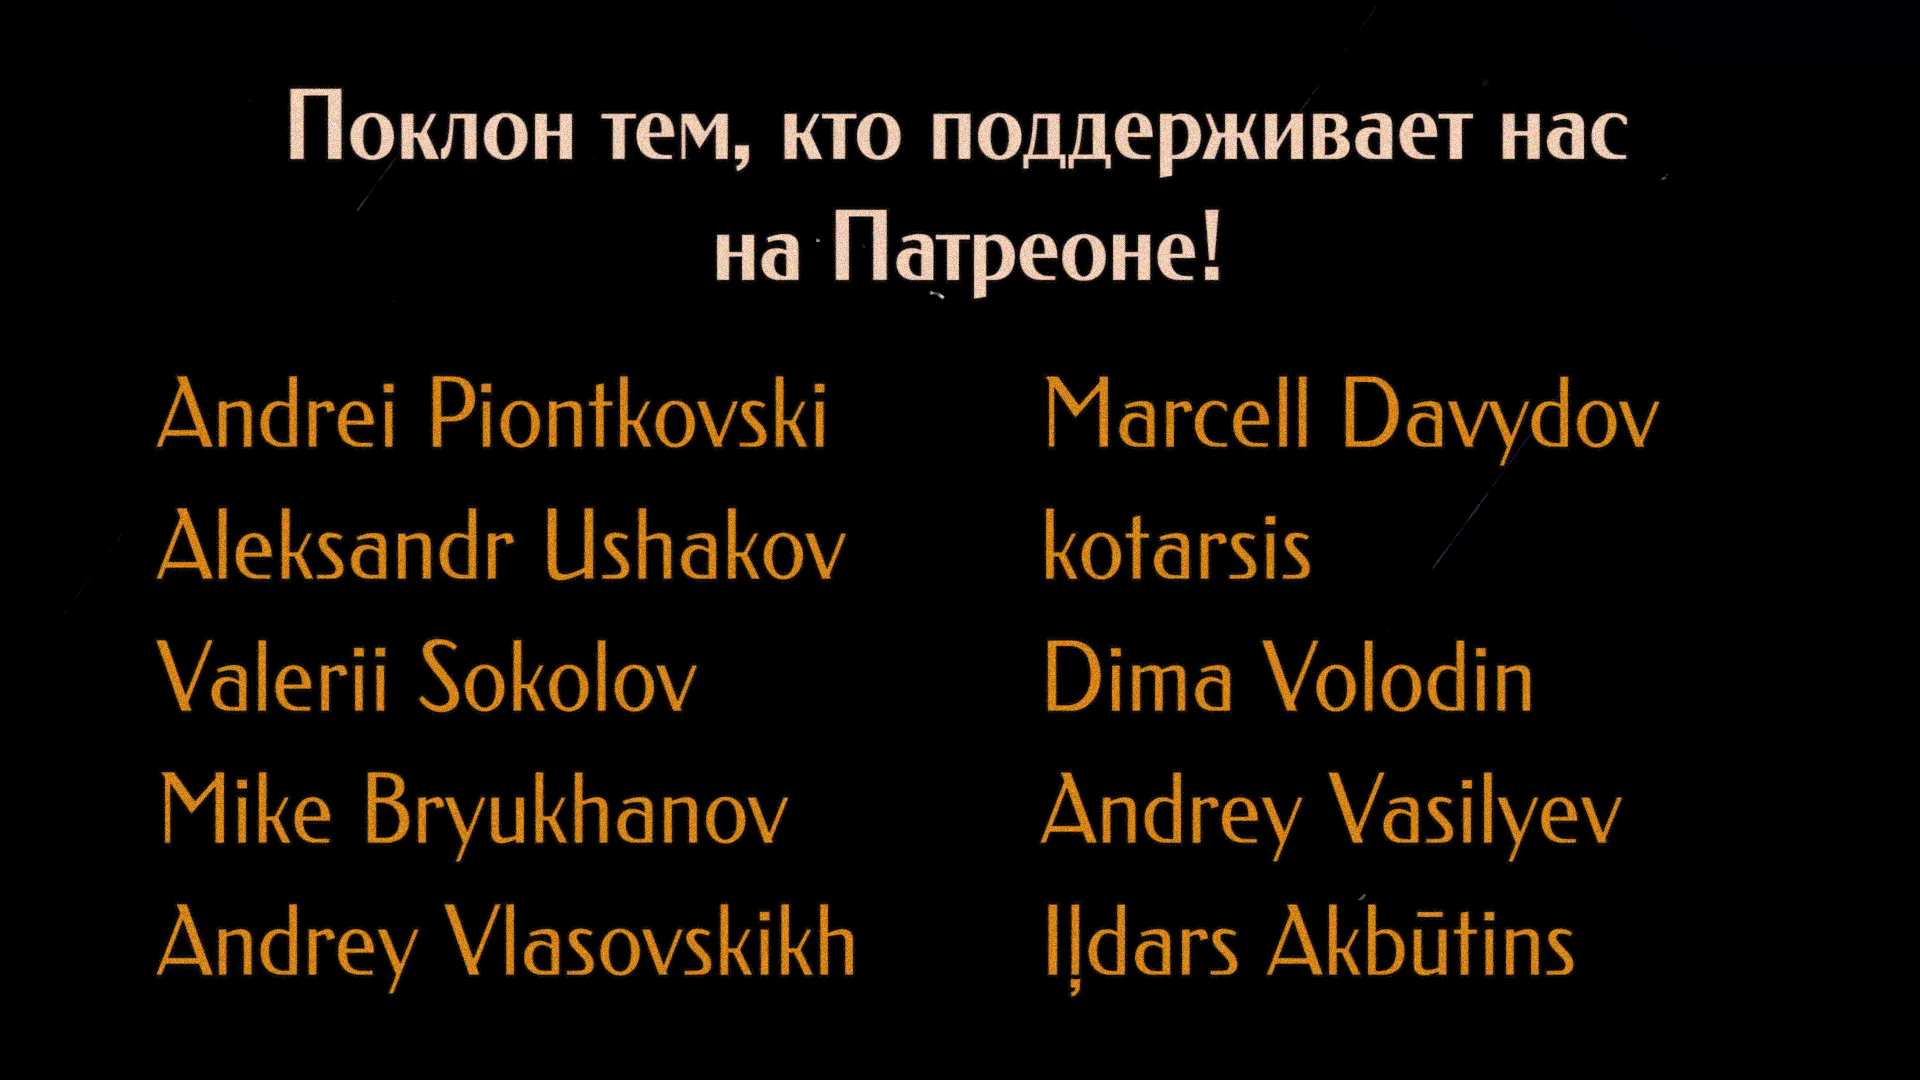 Поклон тем, кто поддерживает нас
на Патреоне!
Andrei Piontkovski
Aleksandr Ushakov
Valerii Sokolov
Mike Bryukhanov
Andrey Vlasovskikh
Marcell Davydov
kotarsis
Dima Volodin
Andrey Vasilyev
Iļdars Akbūtins